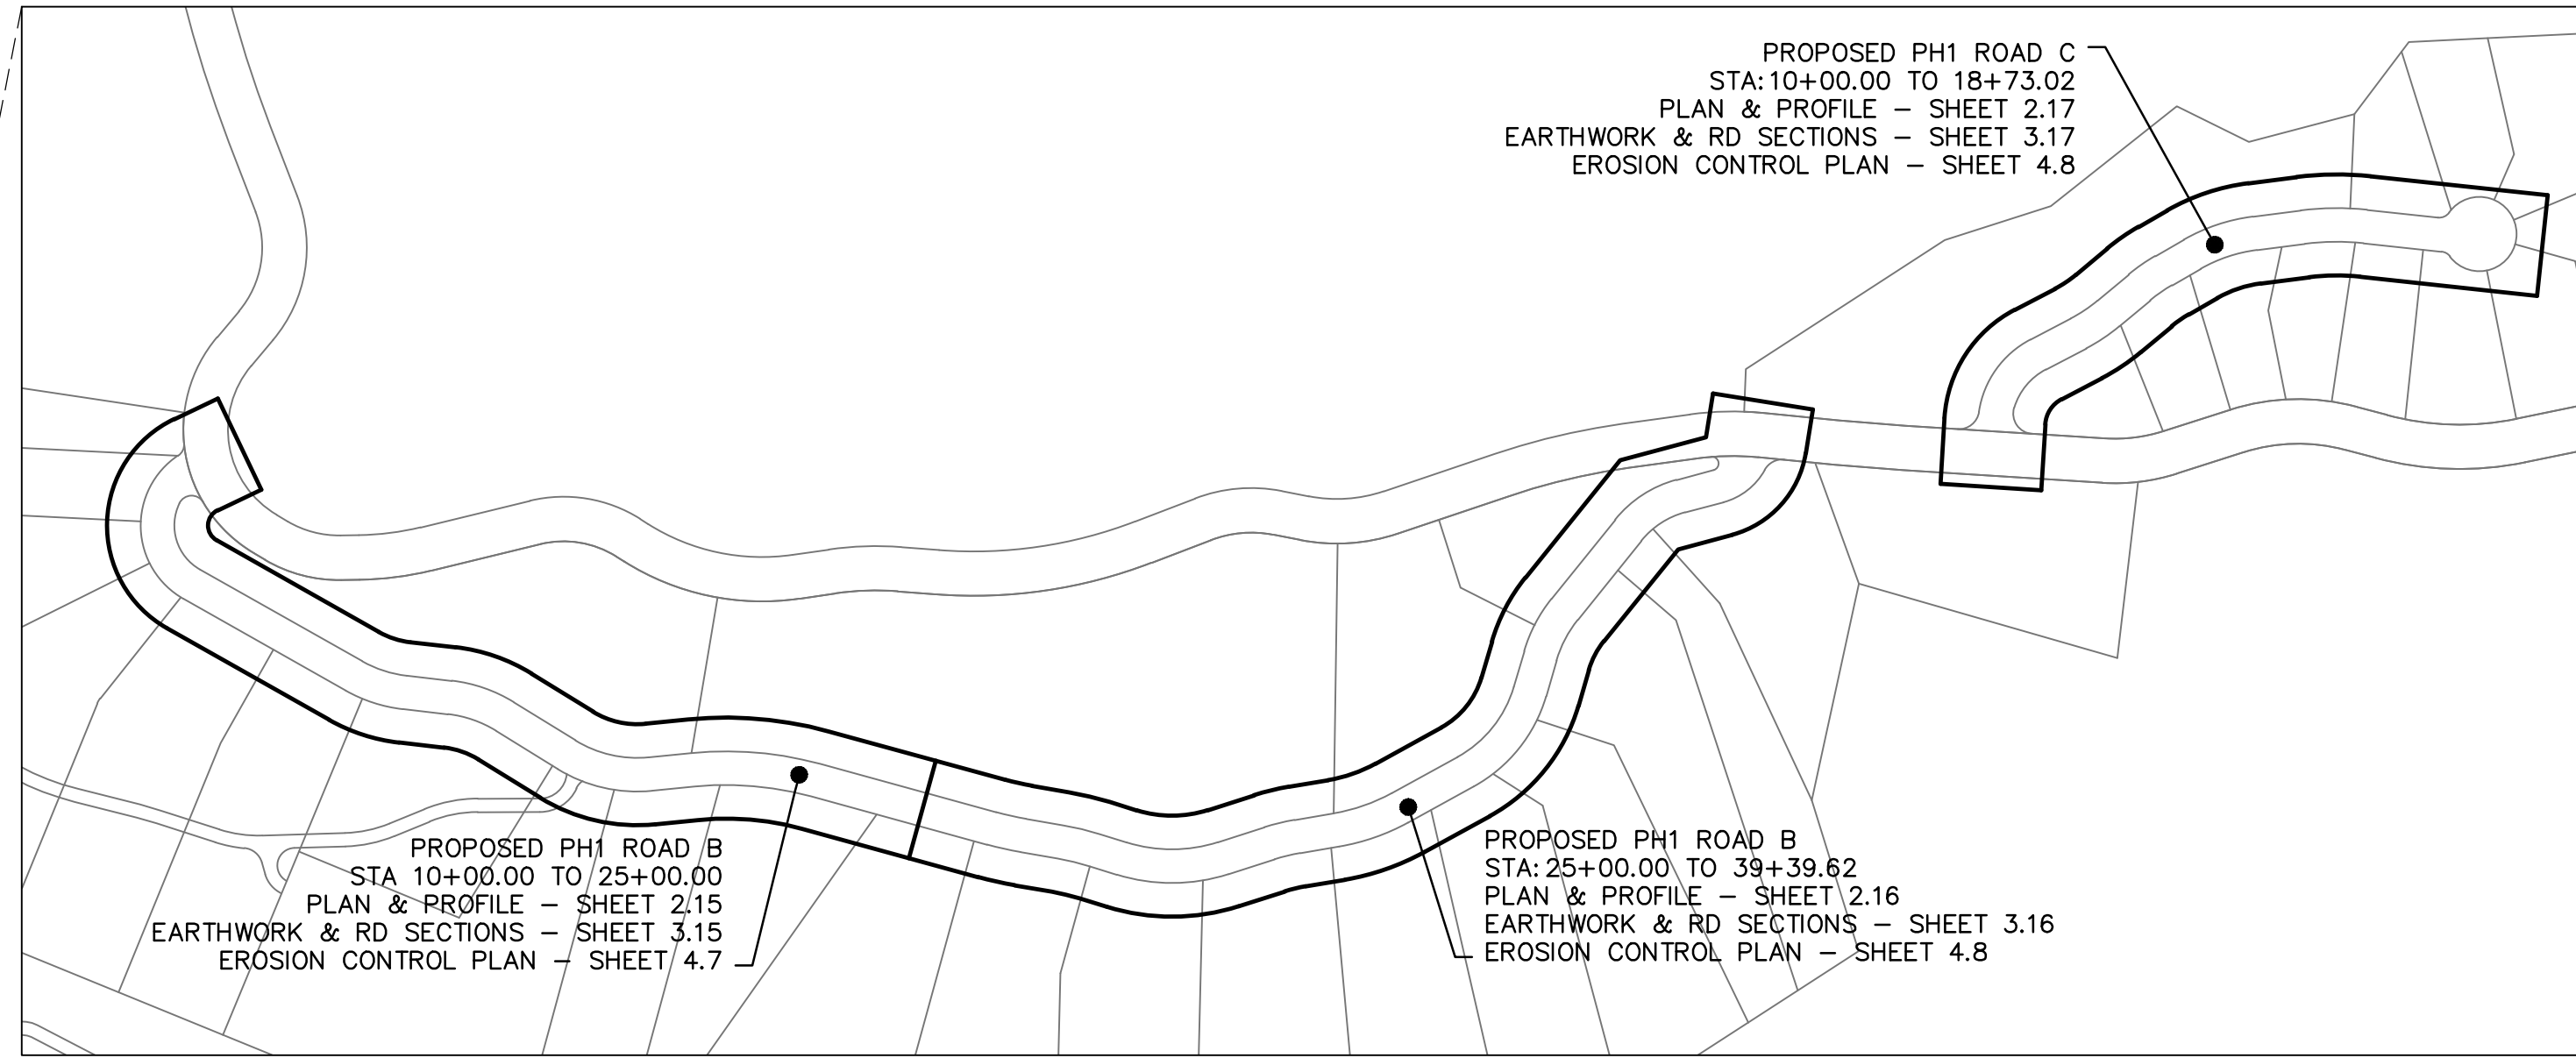 PROPOSED PH1 ROAD C
STA:10+00.00 TO 18+73.02
PLAN & PROFILE – SHEET 2.17
EARTHWORK & RD SECTIONS – SHEET 3.17
EROSION CONTROL PLAN – SHEET 4.8
PROPOSED PH1 ROAD B
STA 10+00.00 TO 25+00.00
PLAN & PROFILE – SHEET 2.15
EARTHWORK & RD SECTIONS – SHEET 3.15
EROSION CONTROL PLAN – SHEET 4.7
PROPOSED PH1 ROAD B
STA:25+00.00 TO 39+39.62
PLAN & PROFILE – SHEET 2.16
EARTHWORK & RD SECTIONS – SHEET 3.16
EROSION CONTROL PLAN – SHEET 4.8